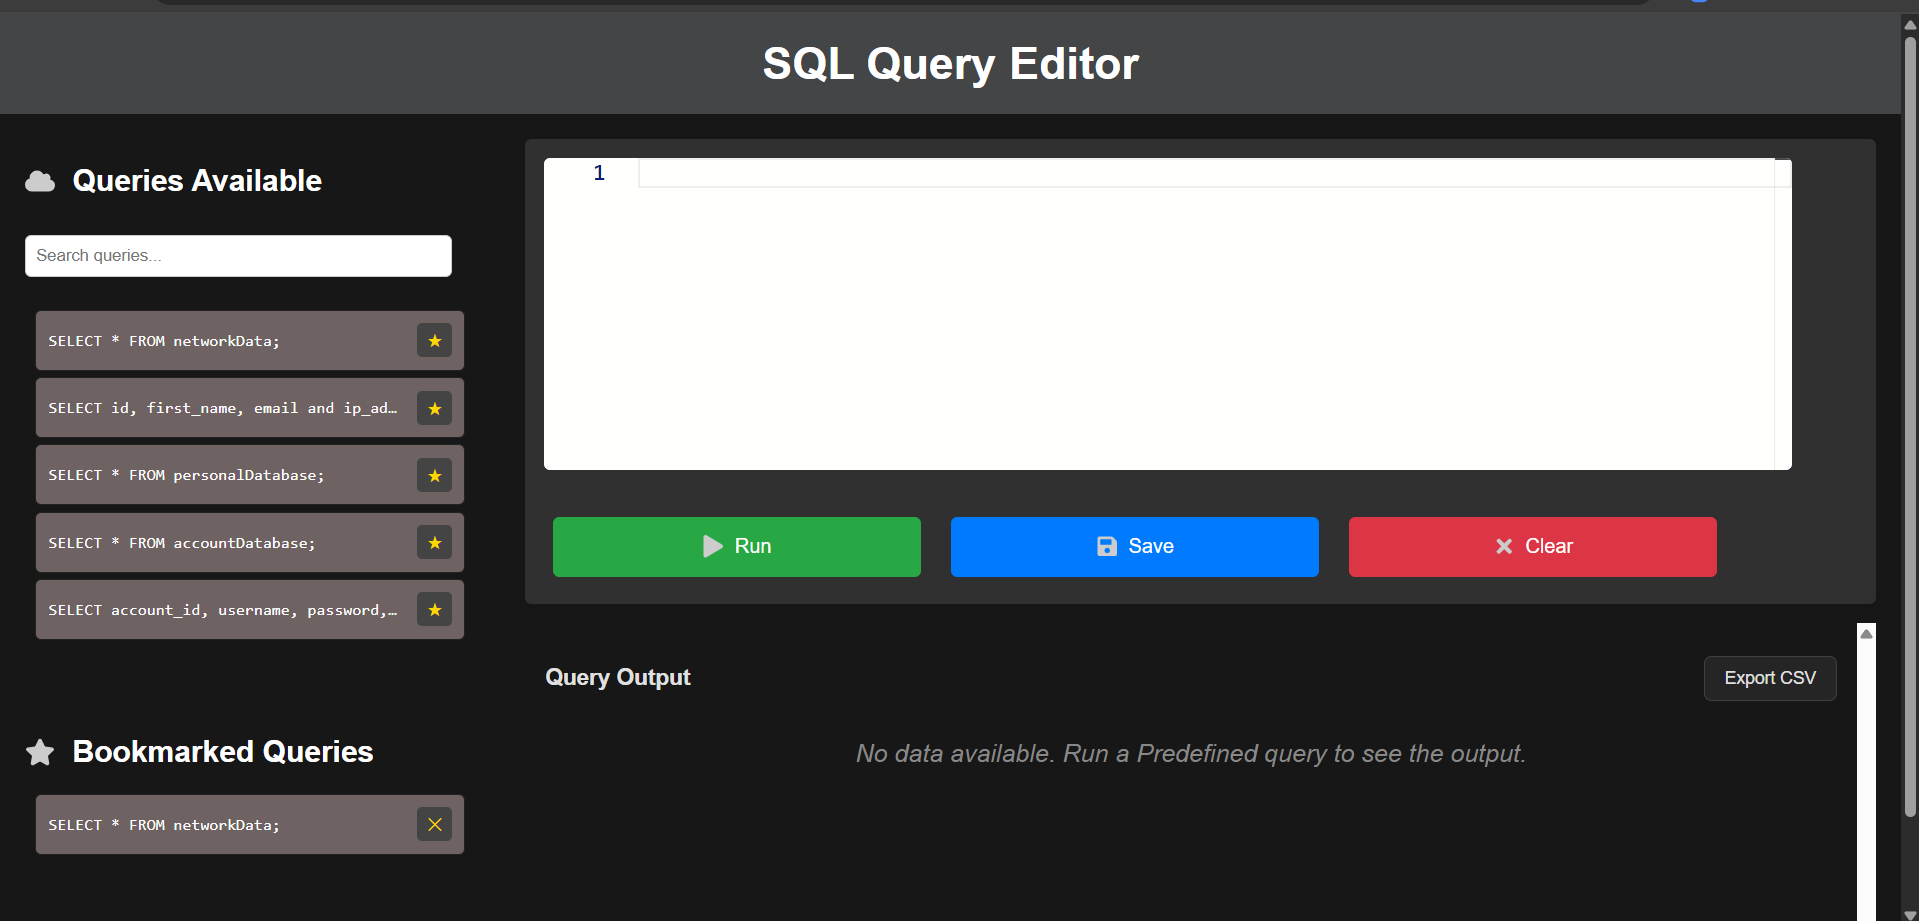 SQL Query Editor
Queries Available
Search queries...
SELECT * FROM networkData;
SELECT id, first_name, email and ip_ad…
SELECT * FROM personalDatabase;
SELECT * FROM accountDatabase;
SELECT account_id, username, password,…
Bookmarked Queries
SELECT * FROM networkData;
1
Run
Save
Clear
Query Output
Export CSV
No data available. Run a Predefined query to see the output.